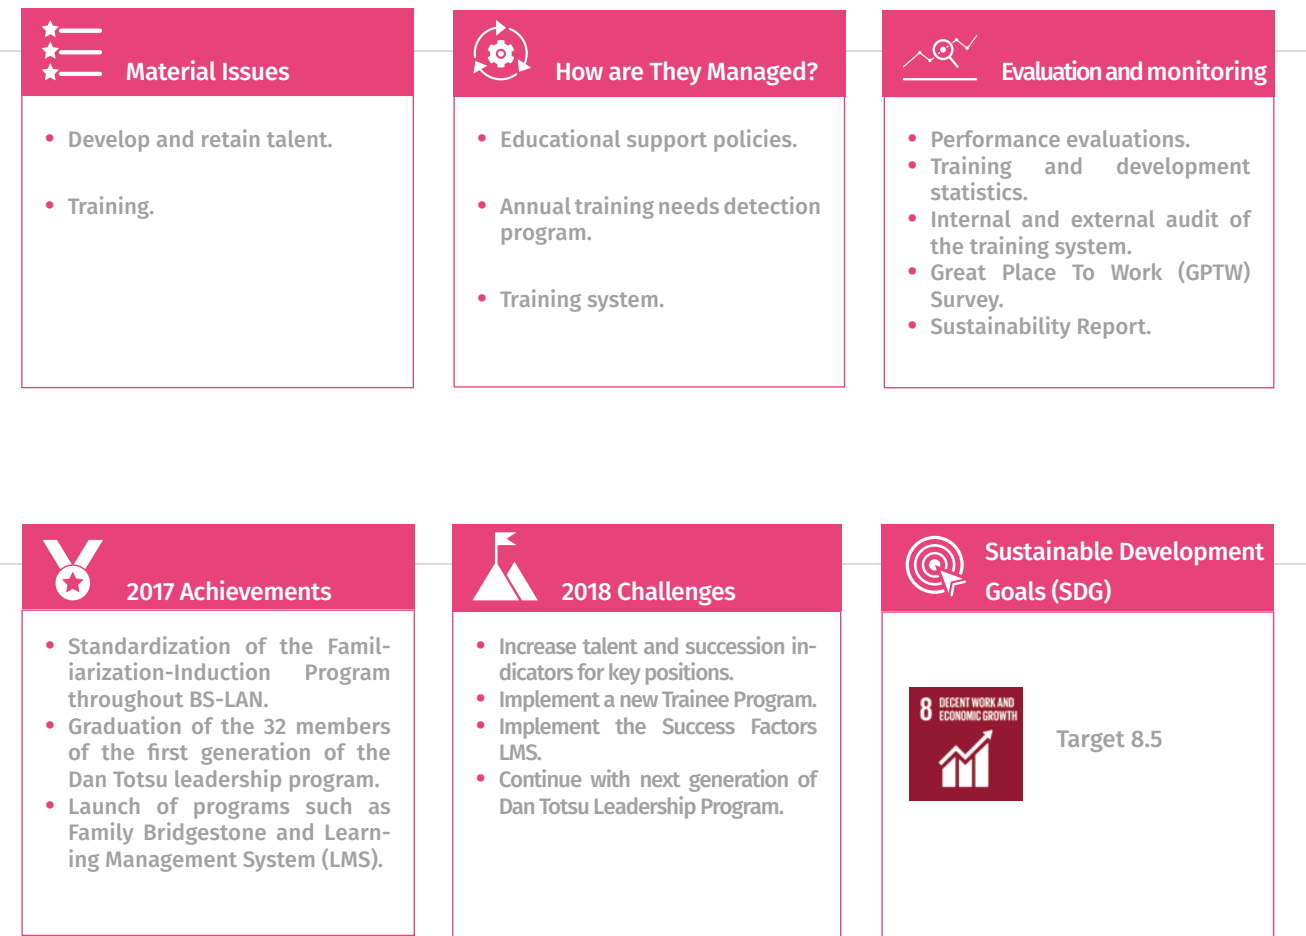 Material Issues
• Develop and retain talent.
• Training.
How are They Managed?
• Educational support policies.
• Annual training needs detection
program.
• Training system.
Evaluation and monitoring
• Performance evaluations.
• Training and development
statistics.
• Internal and external audit of
the training system.
• Great Place To Work (GPTW)
Survey.
• Sustainability Report.
2017 Achievements
• Standardization of the Famil-
iarization-Induction Program
throughout BS-LAN.
• Graduation of the 32 members
of the first generation of the
Dan Totsu leadership program.
• Launch of programs such as
Family Bridgestone and Learn-
ing Management System (LMS).
2018 Challenges
• Increase talent and succession in-
dicators for key positions.
• Implement a new Trainee Program.
• Implement the Success Factors
LMS.
• Continue with next generation of
Dan Totsu Leadership Program.
Sustainable Development
Goals (SDG)
8 DECENT WORK AND
ECONOMIC GROWTH
Target 8.5